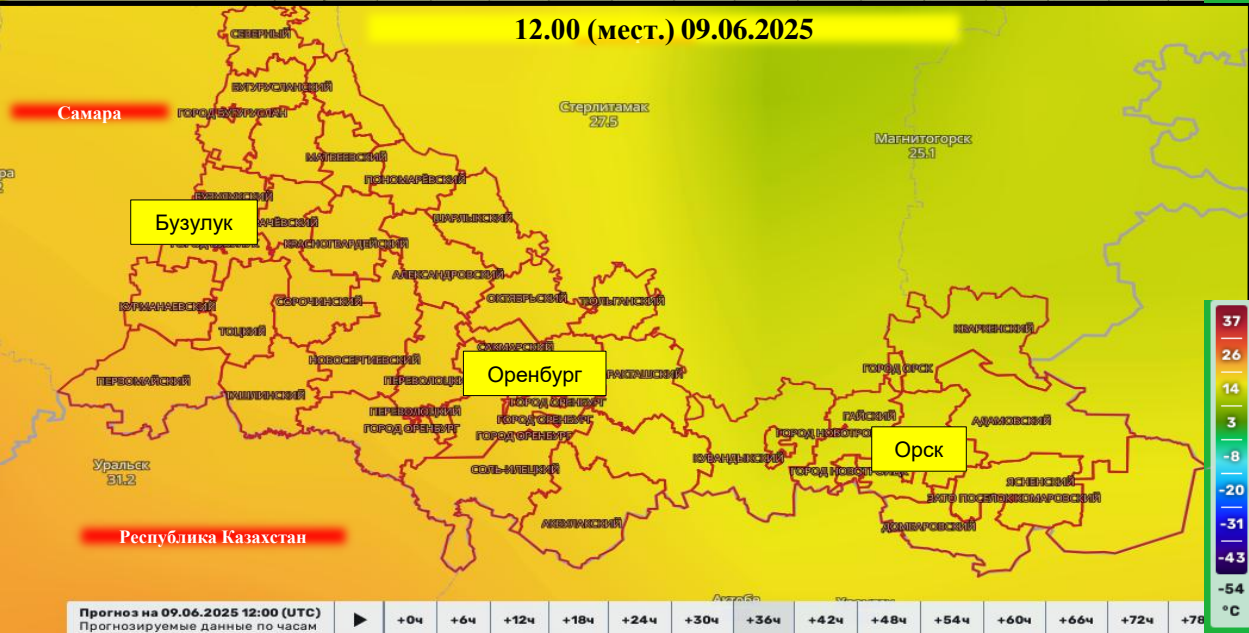 12.00 (мест.) 09.06.2025
СЕВЕРНЫЙ
БУГУРУСЛАНСКИЙ
Самара
ГОРОД БУГУРУСЛАН
Стерлитамак
27.5
Магнитогорск
25.1
МАТВЕЕВСКИЙ
ПОНОМАРЁВСКИЙ
Бузулук
ШАРЛЫКСКИЙ
КРАСНОГВАРДЕЙСКИЙ
АЛЕКСАНДРОВСКИЙ
КУРМАНАЕВСКИЙ
СОРОЧИНСКИЙ
ОКТЯБРЬСКИЙ
ТЮЛЬГАНСКИЙ
ТОЦКИЙ
КВАРКЕНСКИЙ
САКМАРСКИЙ
НОВОСЕРГИЕВСКИЙ
ГОРОД ОРСК
Оренбург
ПЕРВОМАЙСКИЙ
ТАШЛИНСКИЙ
ГОРОД ОРЕНБУРГ
ПЕРЕВОЛОЦКИЙ
ГОРОД ОРЕНБУРГ
ГАЙСКИЙ
АДАМОВСКИЙ
ГОРОД ОРЕНБУРГ
ГОРОД ОРЕНБУРГ
Орск
КУВАНДЫКСКИЙ
Уральск
31.2
СОЛЬ-ИЛЕЦКИЙ
ЯСНЕНСКИЙ
АКБУЛАКСКИЙ
ДОМБАРОВСКИЙ
Республика Казахстан
37
26
14
3
-8
-20
-31
-43
-54
°C
Прогноз на 09.06.2025 12:00 (UTC)
Прогнозируемые данные по часам
+0ч +6ч +12ч +18ч +24ч +30ч +36ч +42ч +48ч +54ч +60ч +66ч +72ч +78